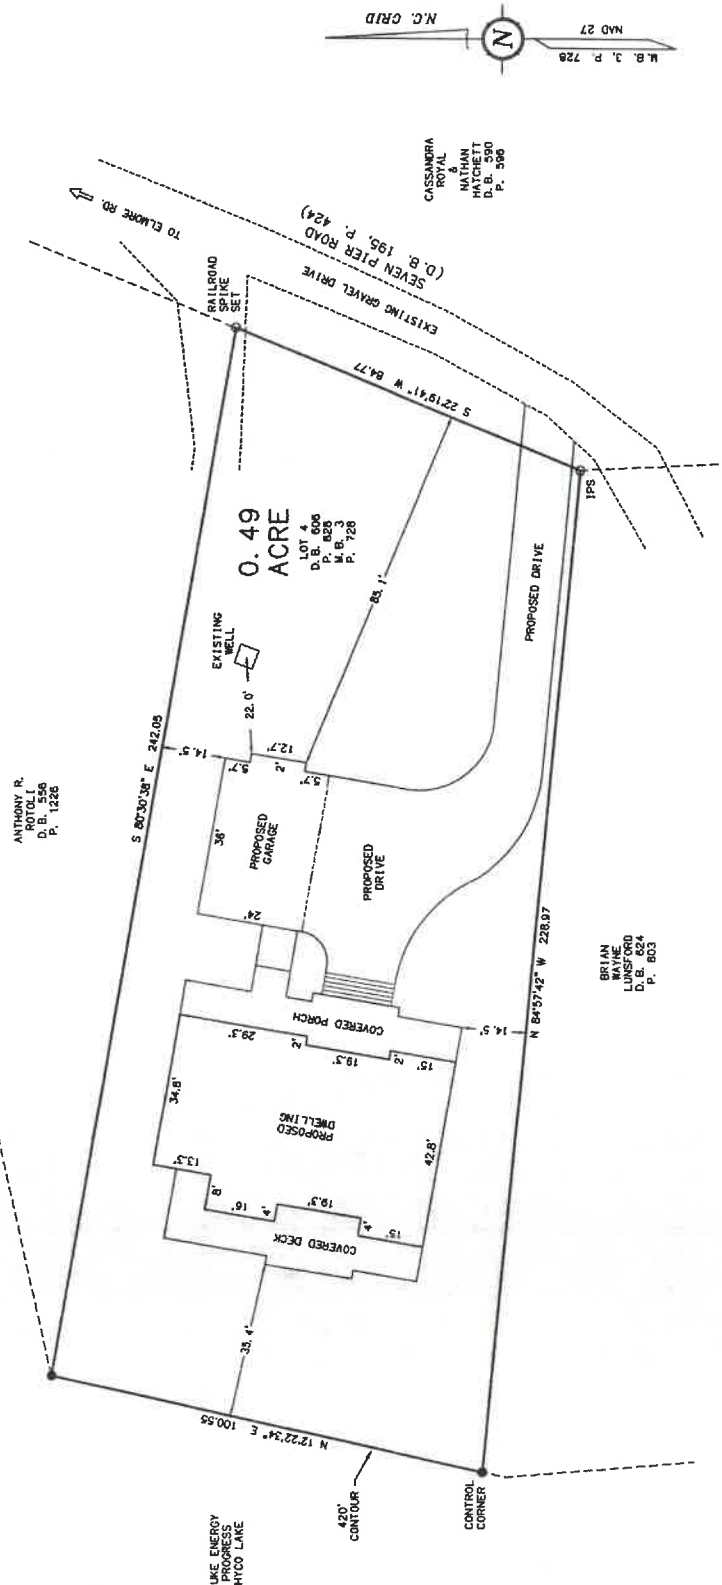 N.C. GRID
N
NAD 27
M.B. 3, P. 728
CASSANDRA
ROYAL
&
NATHAN
HATCHETT
D.B. 590
P. 596
TO ELMORE RD.
SEVEN PIER ROAD
(D.B. 195, P. 424)
EXISTING GRAVEL DRIVE
RAILROAD
SPIKE
SET
S 22°19'41" W 84.77
IPS
0.49
ACRE
LOT 4
D.B. 606
P. 828
M.B. 3
P. 728
EXISTING
WELL
22.0'
85.1'
PROPOSED DRIVE
ANTHONY R.
ROTOLI
D.B. 556
P. 1226
S 80°30'38" E 242.05
14.5'
5.7'
2'
12.7'
5.7'
36'
PROPOSED
GARAGE
24'
PROPOSED
DRIVE
BRIAN
WAYNE
LUNSFORD
D.B. 624
P. 803
N 84°57'42" W 228.97
14.5'
COVERED PORCH
29.3'
2'
19.3'
2'
15'
34.8'
PROPOSED
DWELLING
42.8'
13.3'
8'
16'
4'
19.3'
4'
15'
COVERED DECK
35.4'
N 12°22'34" E 100.55
420'
CONTOUR
CONTROL
CORNER
UKE ENERGY
PROGRESS
HYCO LAKE